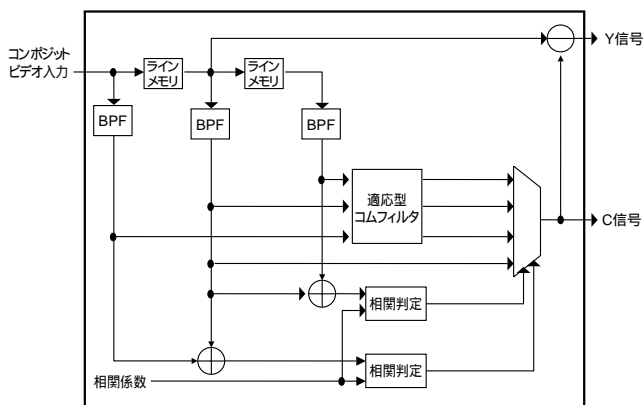 コンポジット
ビデオ入力
ライン
メモリ
ライン
メモリ
Y信号
BPF
BPF
BPF
適応型
コムフィルタ
C信号
相関判定
相関判定
相関係数